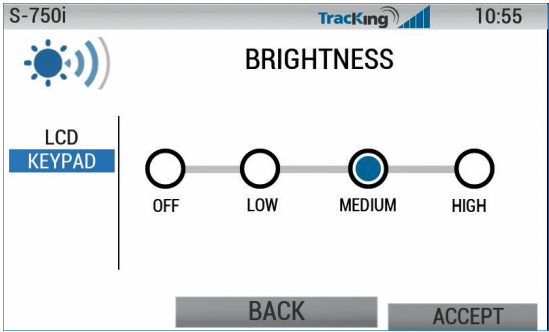 S-750i TracKing 10:55
BRIGHTNESS
LCD
KEYPAD
OFF LOW MEDIUM HIGH
BACK ACCEPT